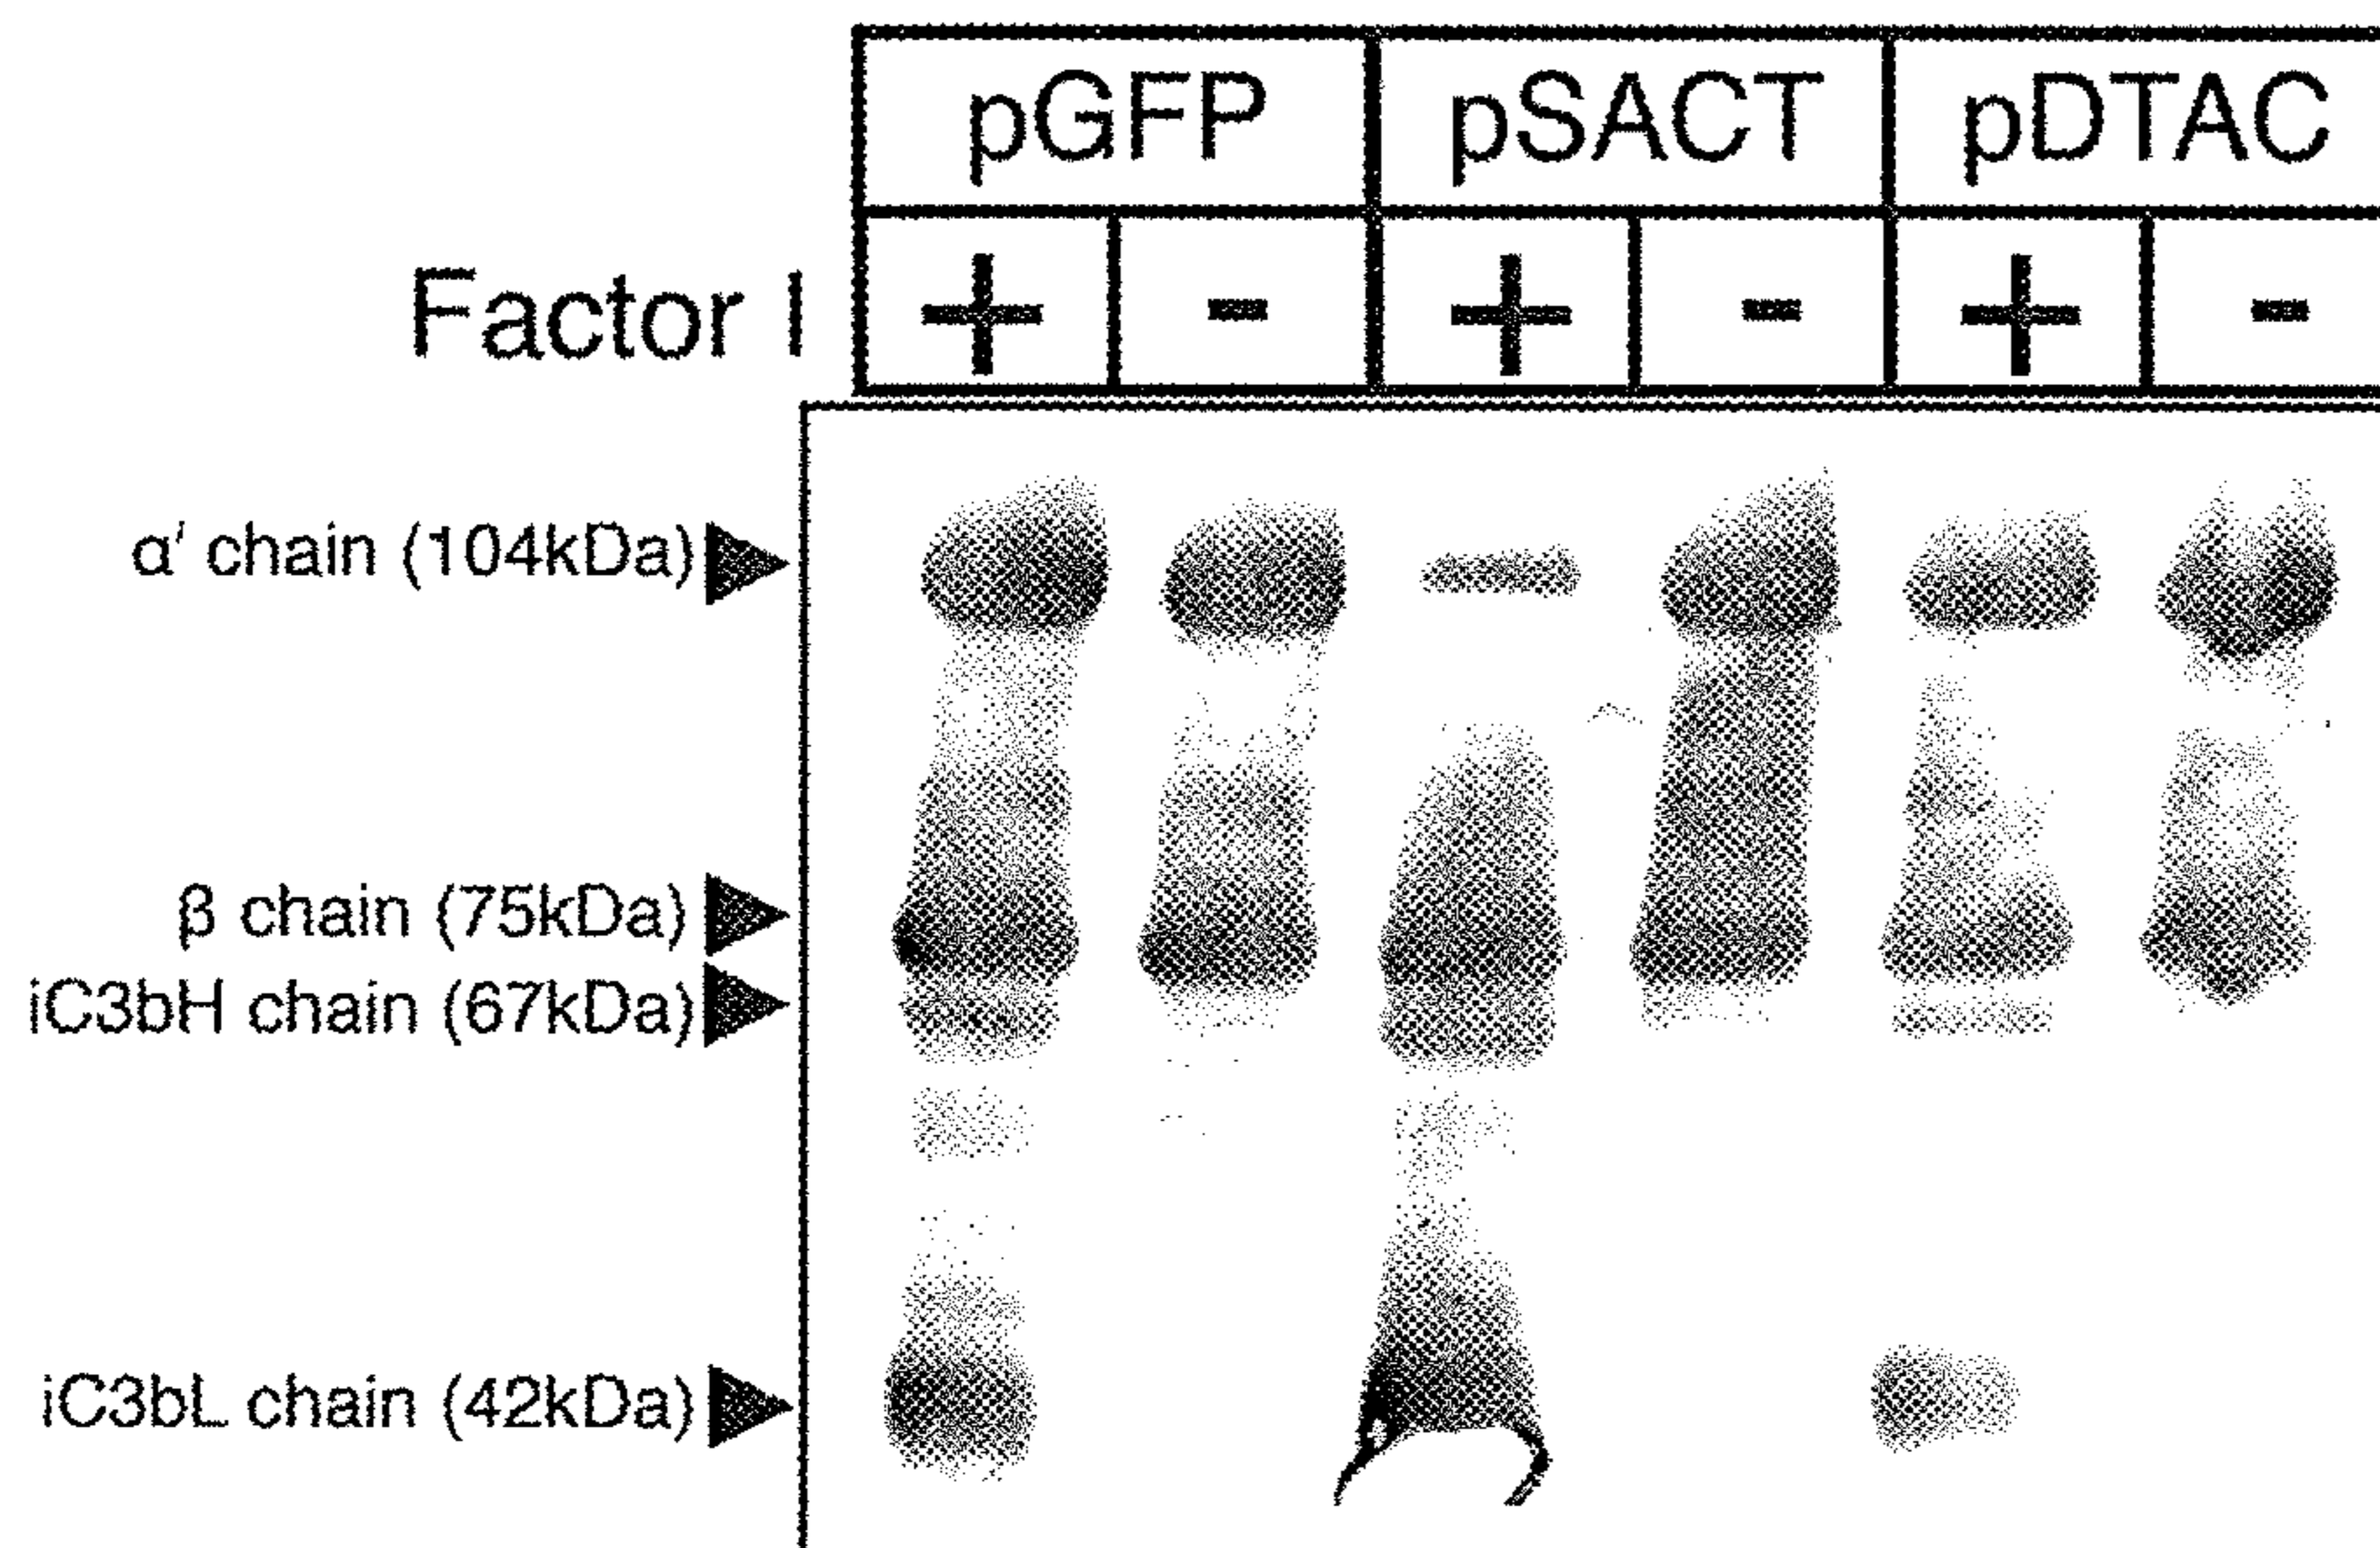 pGFP pSACT pDTAC
Factor I + - + - + -
α' chain (104kDa)
β chain (75kDa)
iC3bH chain (67kDa)
iC3bL chain (42kDa)